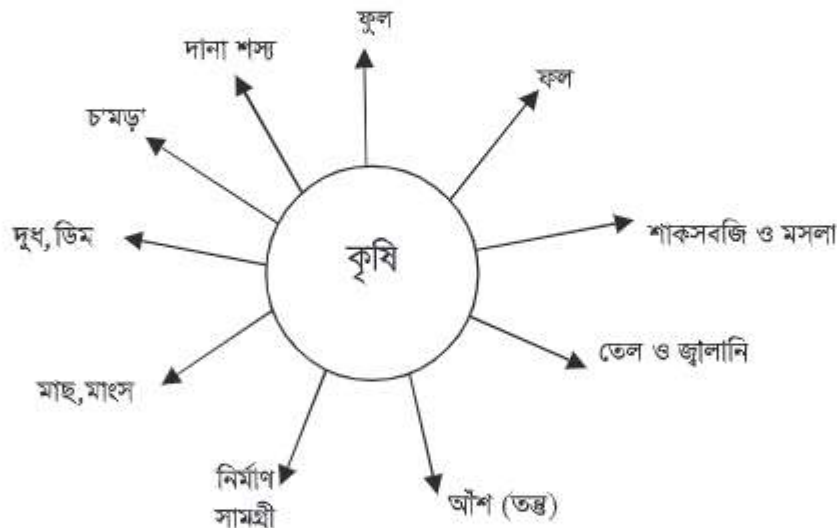 ফুল
দানা শস্য
ফল
চ'মড়'
দুধ,ডিম
কৃষি
শাকসবজি ও মসলা
তেল ও জ্বালানি
মাছ,মাংস
নির্মাণ
সামগ্রী
আঁশ (তন্তু)